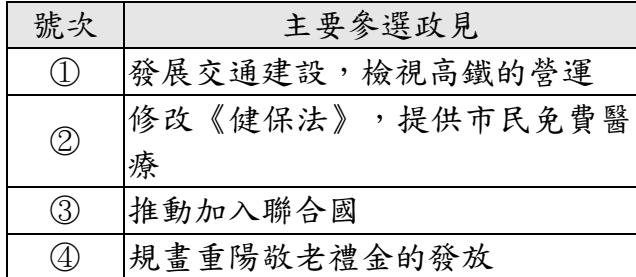 號次 主要參選政見
① 發展交通建設，檢視高鐵的營運
② 修改《健保法》，提供市民免費醫
療
③ 推動加入聯合國
④ 規畫重陽敬老禮金的發放